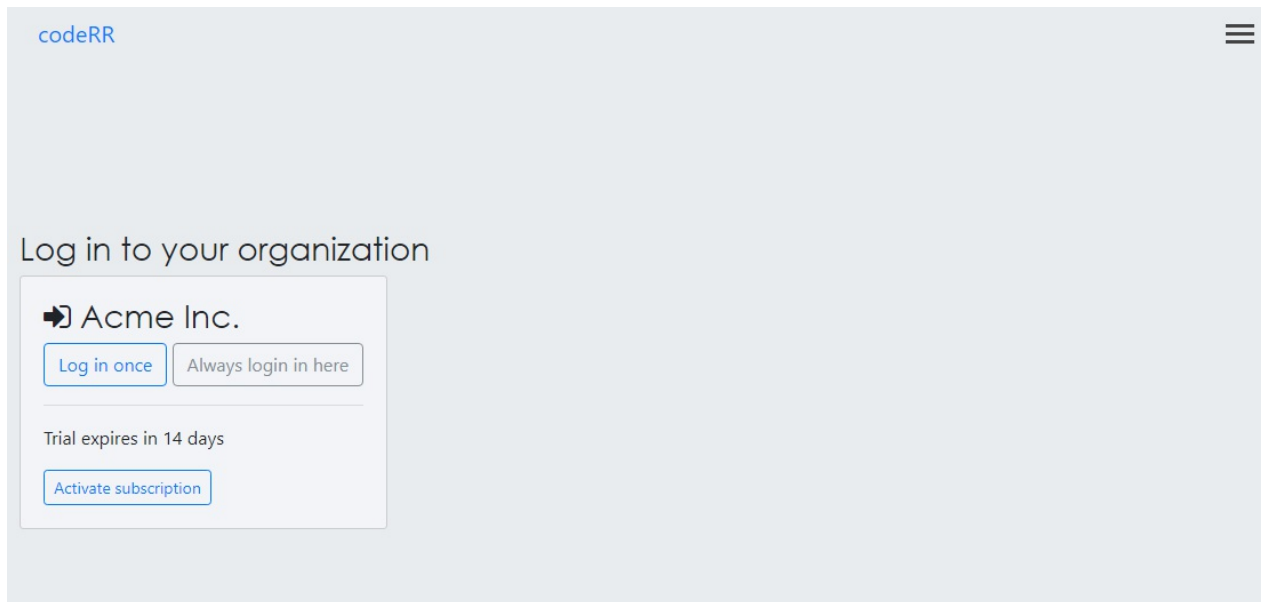 codeRR
Log in to your organization
Acme Inc.
Log in once Always login in here
Trial expires in 14 days
Activate subscription